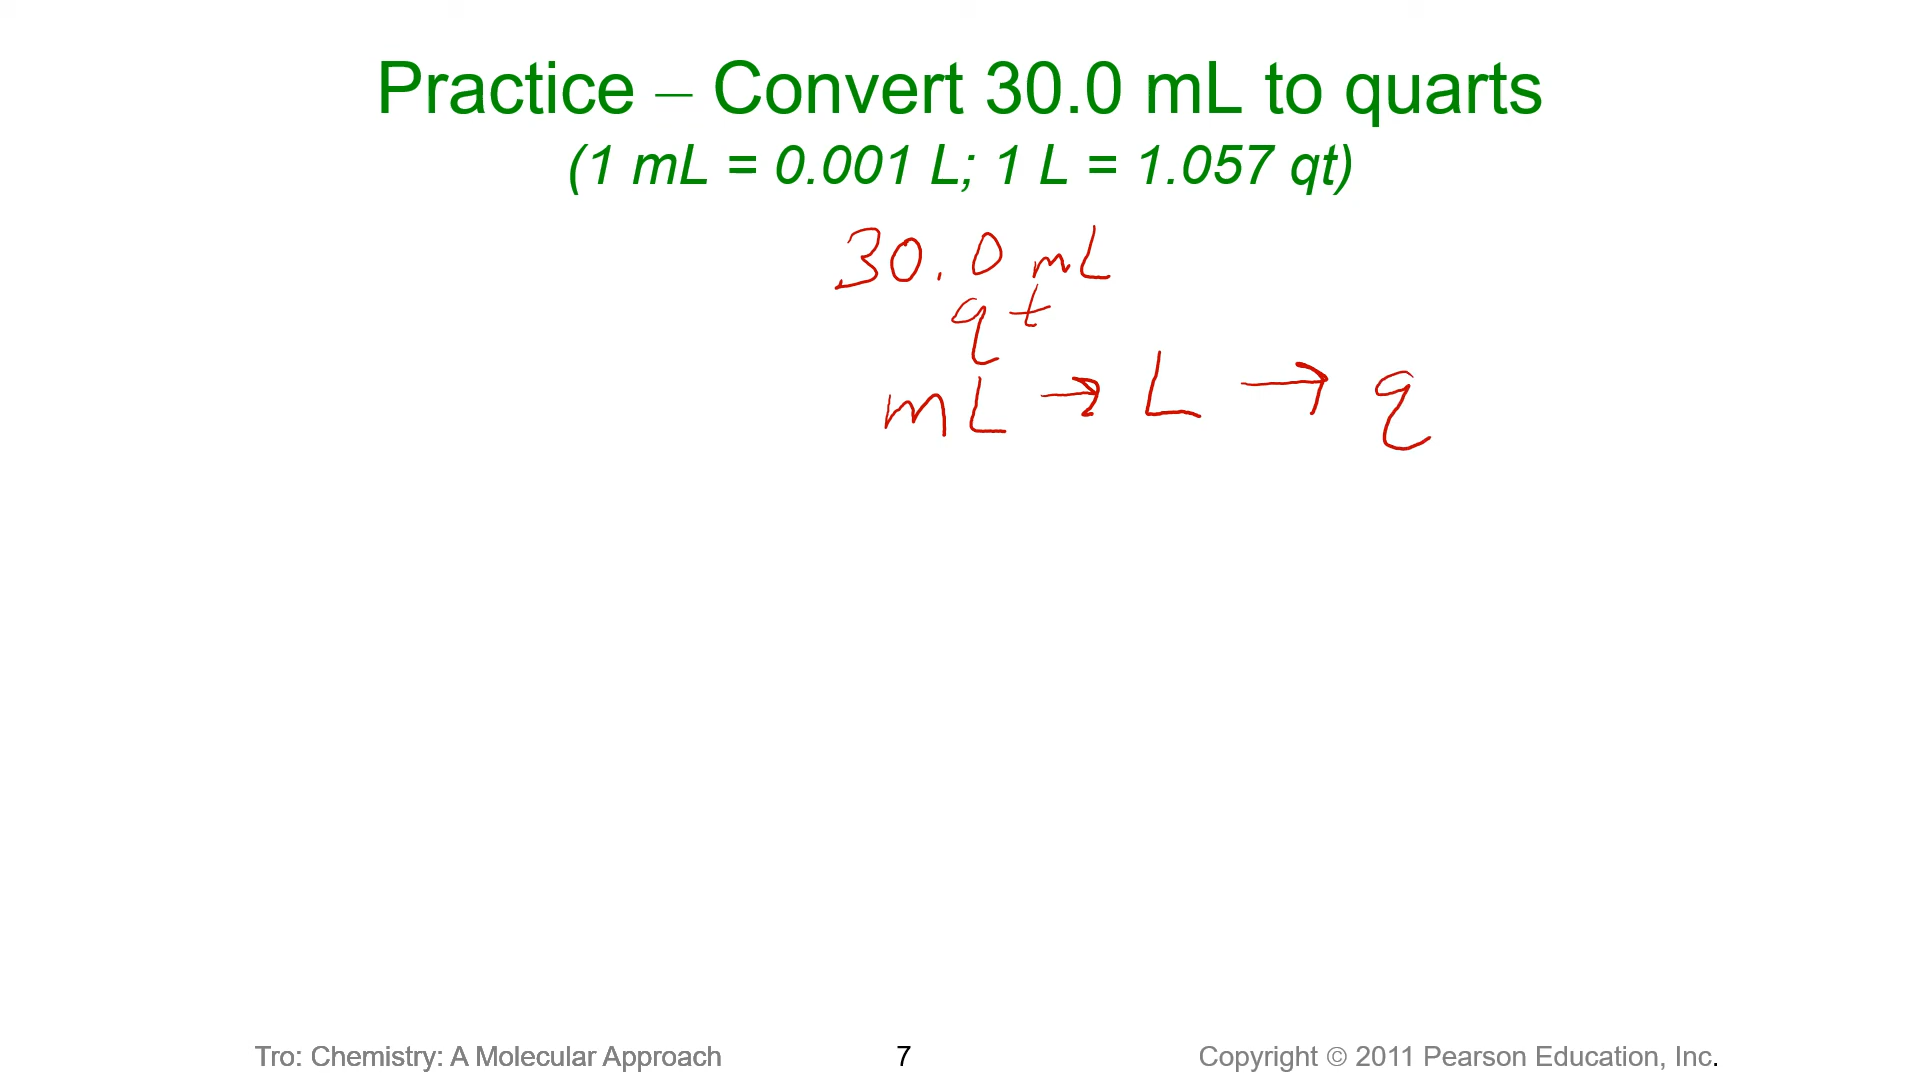 Practice – Convert 30.0 mL to quarts
(1 mL = 0.001 L; 1 L = 1.057 qt)
30.0 mL
qt
mL → L → q
Tro: Chemistry: A Molecular Approach
7
Copyright © 2011 Pearson Education, Inc.